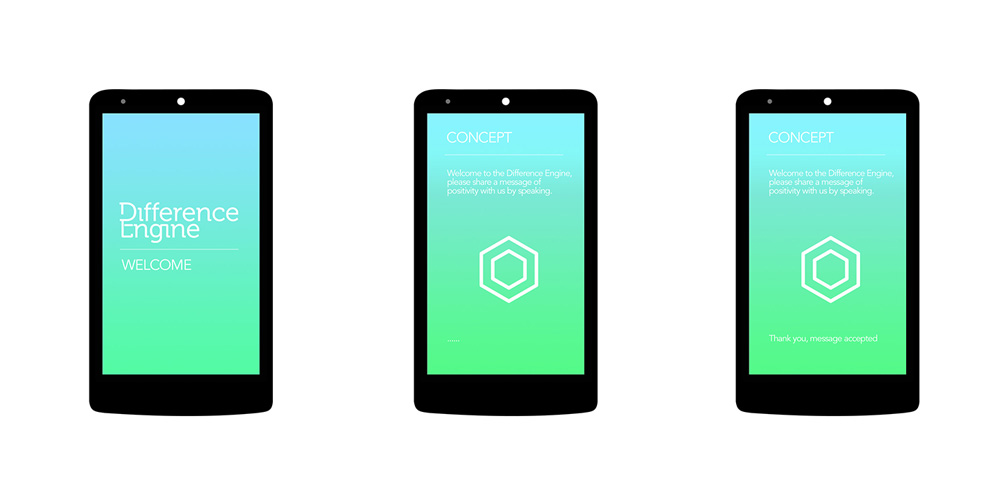 Difference
Engine
WELCOME
CONCEPT
Welcome to the Difference Engine,
please share a message of
positivity with us by speaking.
......
CONCEPT
Welcome to the Difference Engine,
please share a message of
positivity with us by speaking.
Thank you, message accepted